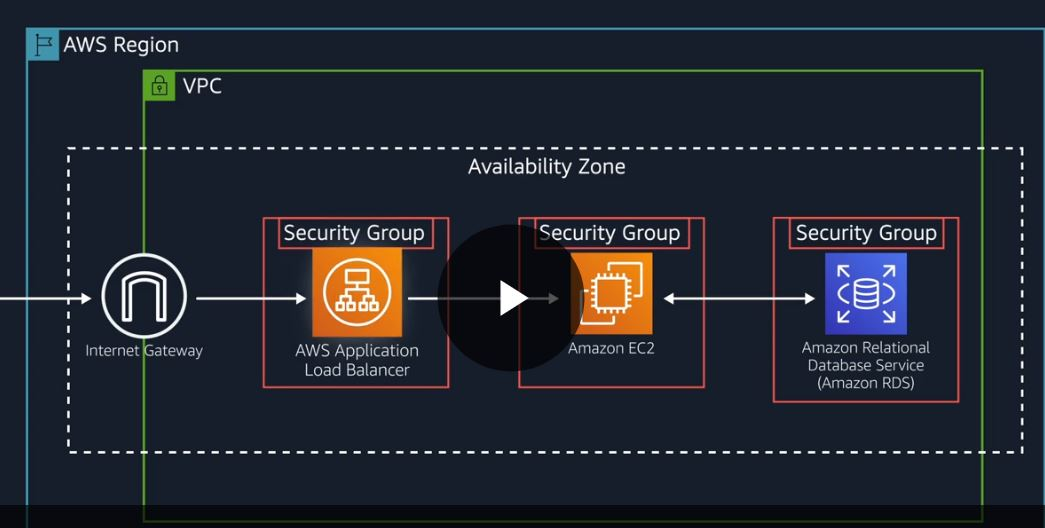 AWS Region
VPC
Availability Zone
Security Group
Security Group
Security Group
Internet Gateway
AWS Application
Load Balancer
Amazon EC2
Amazon Relational
Database Service
(Amazon RDS)